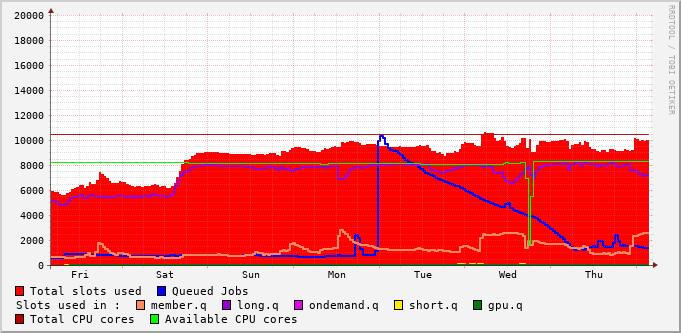 20000
18000
16000
14000
12000
10000
8000
6000
4000
2000
0
Fri Sat Sun Mon Tue Wed Thu
RRDTOOL / TOBI OETIKER
Total slots used Queued Jobs
Slots used in : member.q long.q ondemand.q short.q gpu.q
Total CPU cores Available CPU cores